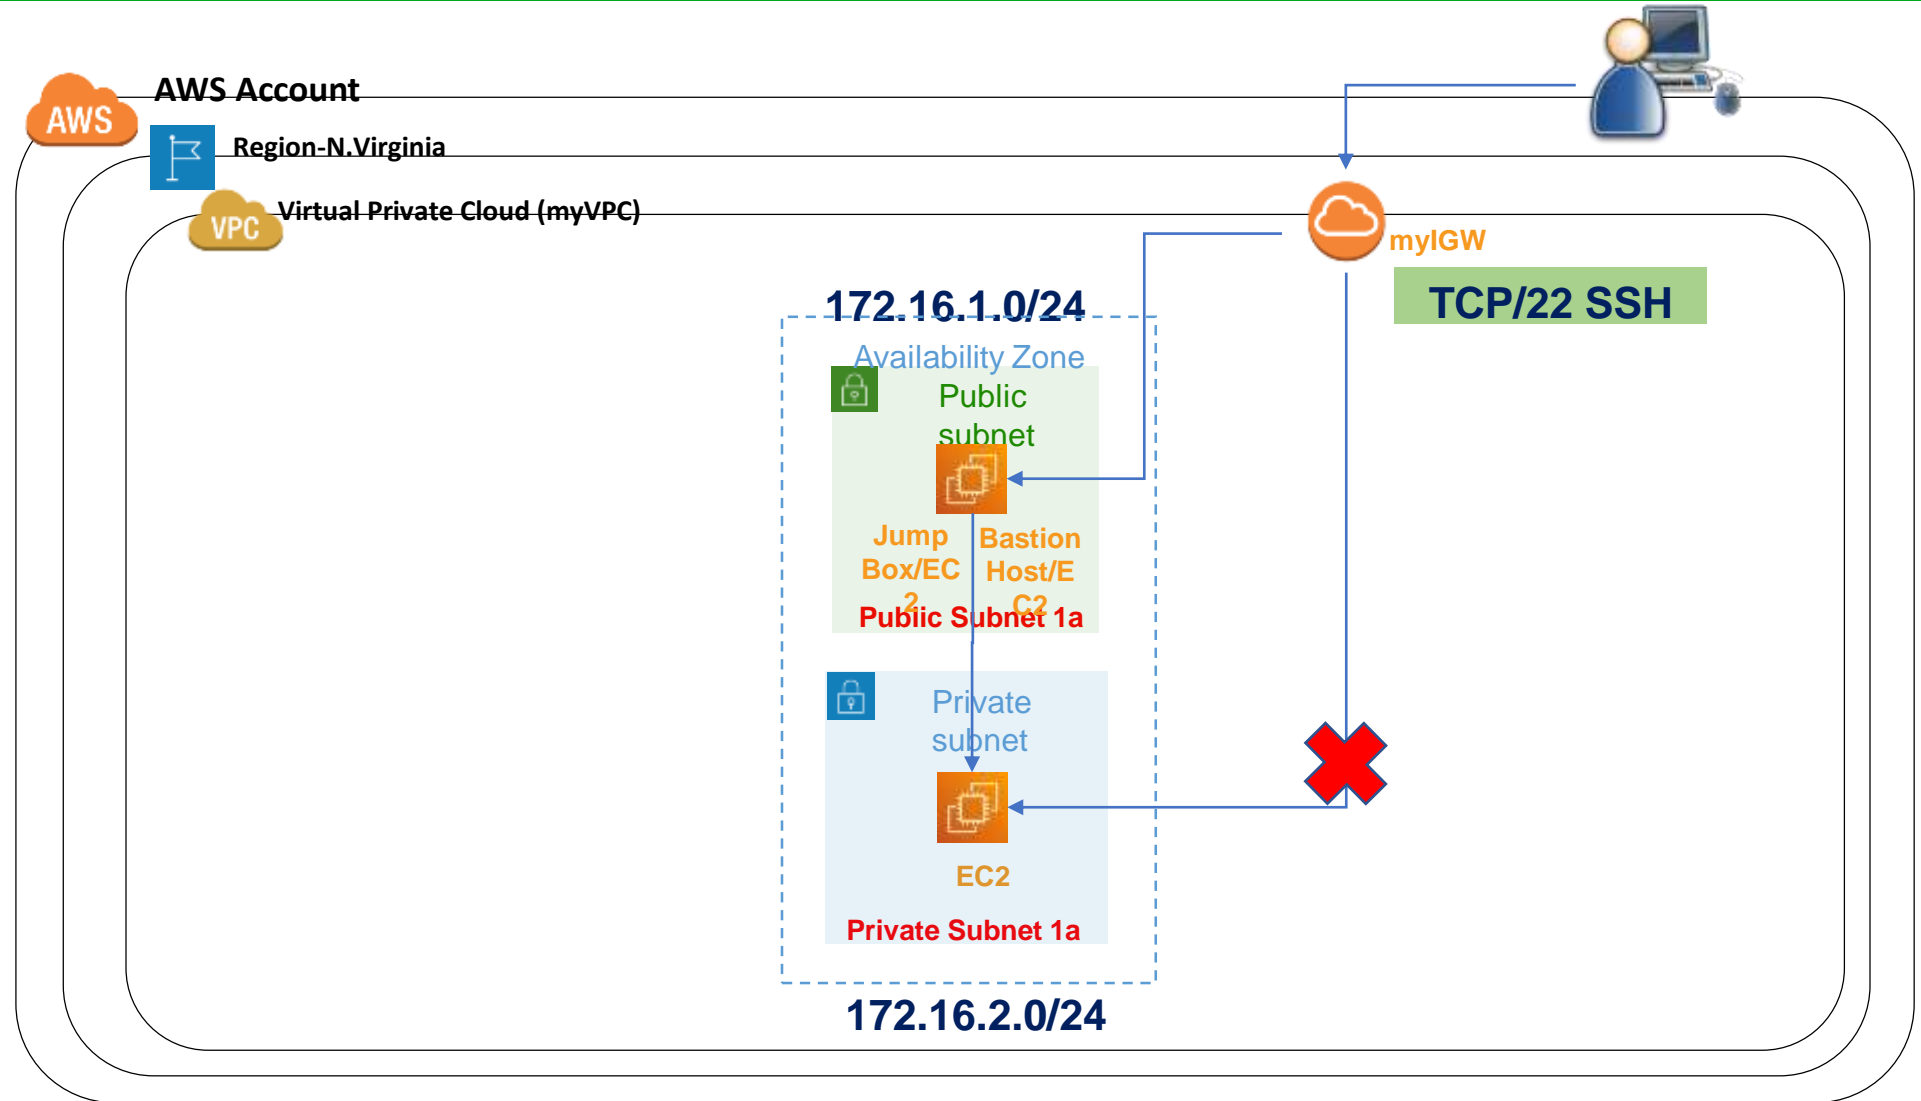 AWS Account
AWS
Region-N.Virginia
Virtual Private Cloud (myVPC)
VPC
myIGW
TCP/22 SSH
172.16.1.0/24
Availability Zone
Public
subnet
Jump
Box/EC
2
Bastion
Host/E
C2
Public Subnet 1a
Private
subnet
EC2
Private Subnet 1a
172.16.2.0/24